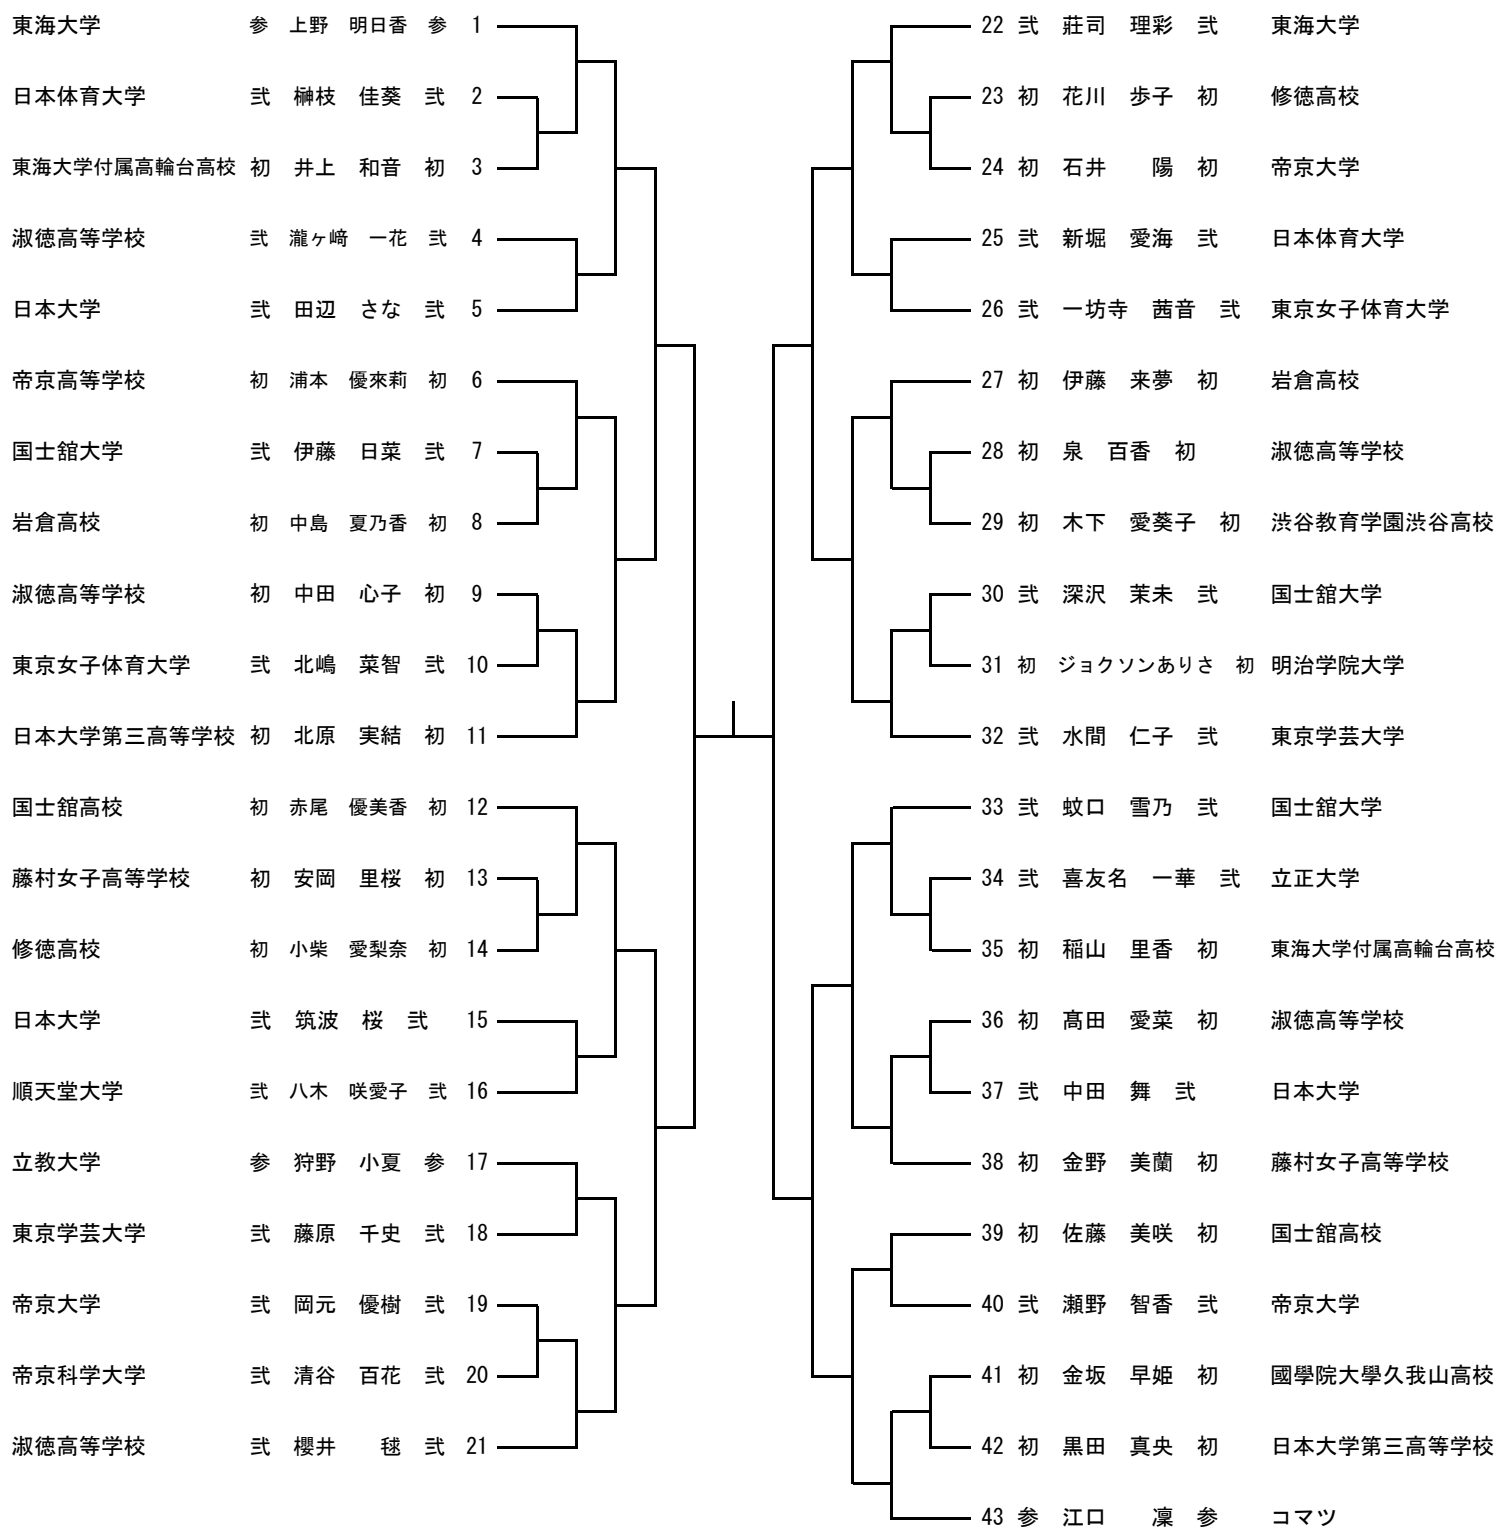 東海大学 参 上野 明日香 参 1
日本体育大学 弐 榊枝 佳葵 弐 2
東海大学付属高輪台高校 初 井上 和音 初 3
淑徳高等学校 弐 瀧ヶ﨑 一花 弐 4
日本大学 弐 田辺 さな 弐 5
帝京高等学校 初 浦本 優來莉 初 6
国士舘大学 弐 伊藤 日菜 弐 7
岩倉高校 初 中島 夏乃香 初 8
淑徳高等学校 初 中田 心子 初 9
東京女子体育大学 弐 北嶋 菜智 弐 10
日本大学第三高等学校 初 北原 実結 初 11
国士舘高校 初 赤尾 優美香 初 12
藤村女子高等学校 初 安岡 里桜 初 13
修徳高校 初 小柴 愛梨奈 初 14
日本大学 弐 筑波 桜 弐 15
順天堂大学 弐 八木 咲愛子 弐 16
立教大学 参 狩野 小夏 参 17
東京学芸大学 弐 藤原 千史 弐 18
帝京大学 弐 岡元 優樹 弐 19
帝京科学大学 弐 清谷 百花 弐 20
淑徳高等学校 弐 櫻井 毬 弐 21
22 弐 莊司 理彩 弐 東海大学
23 初 花川 歩子 初 修徳高校
24 初 石井 陽 初 帝京大学
25 弐 新堀 愛海 弐 日本体育大学
26 弐 一坊寺 茜音 弐 東京女子体育大学
27 初 伊藤 来夢 初 岩倉高校
28 初 泉 百香 初 淑徳高等学校
29 初 木下 愛葵子 初 渋谷教育学園渋谷高校
30 弐 深沢 茉未 弐 国士舘大学
31 初 ジョクソンありさ 初 明治学院大学
32 弐 水間 仁子 弐 東京学芸大学
33 弐 蚊口 雪乃 弐 国士舘大学
34 弐 喜友名 一華 弐 立正大学
35 初 稲山 里香 初 東海大学付属高輪台高校
36 初 髙田 愛菜 初 淑徳高等学校
37 弐 中田 舞 弐 日本大学
38 初 金野 美蘭 初 藤村女子高等学校
39 初 佐藤 美咲 初 国士舘高校
40 弐 瀬野 智香 弐 帝京大学
41 初 金坂 早姫 初 國學院大學久我山高校
42 初 黒田 真央 初 日本大学第三高等学校
43 参 江口 凜 参 コマツ